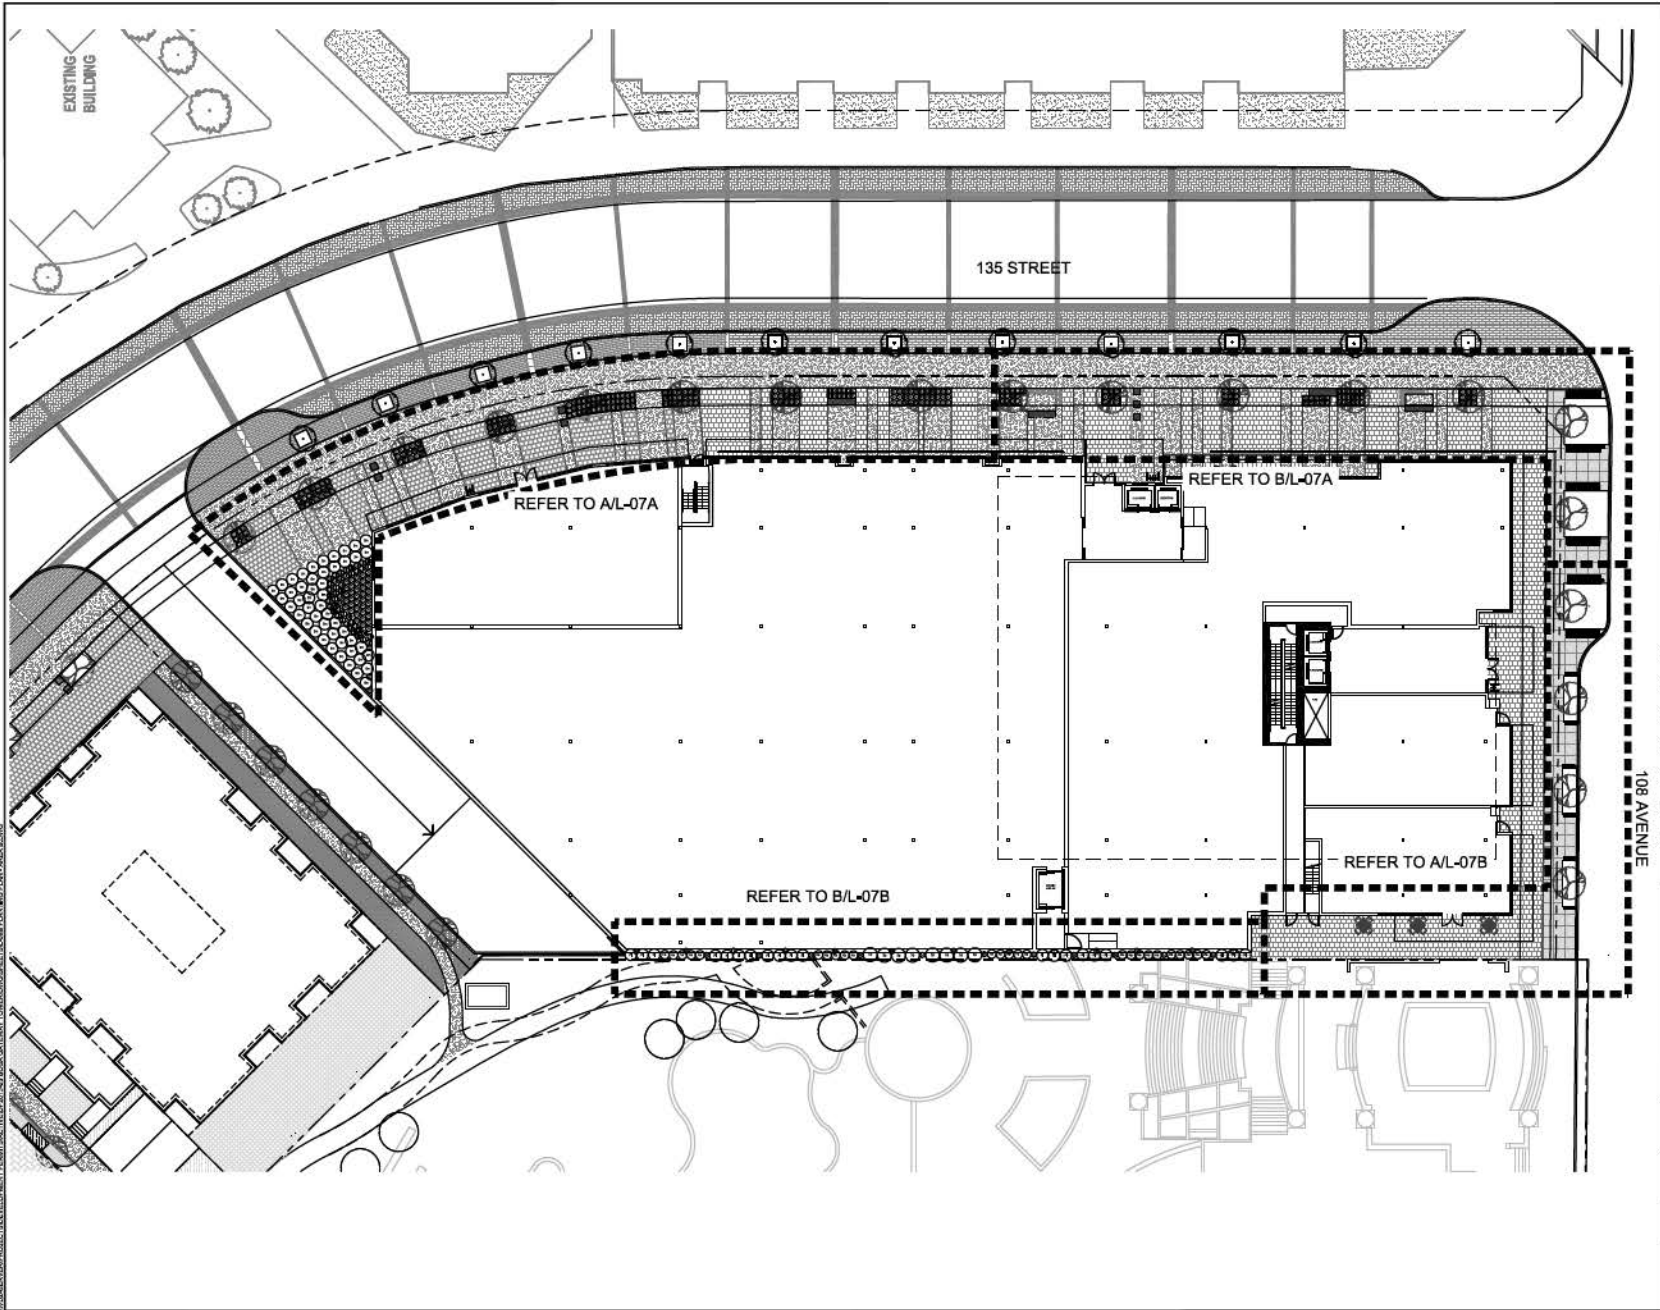 EXISTING
BUILDING
135 STREET
REFER TO A/L-07A
REFER TO B/L-07A
108 AVENUE
REFER TO A/L-07B
REFER TO B/L-07B